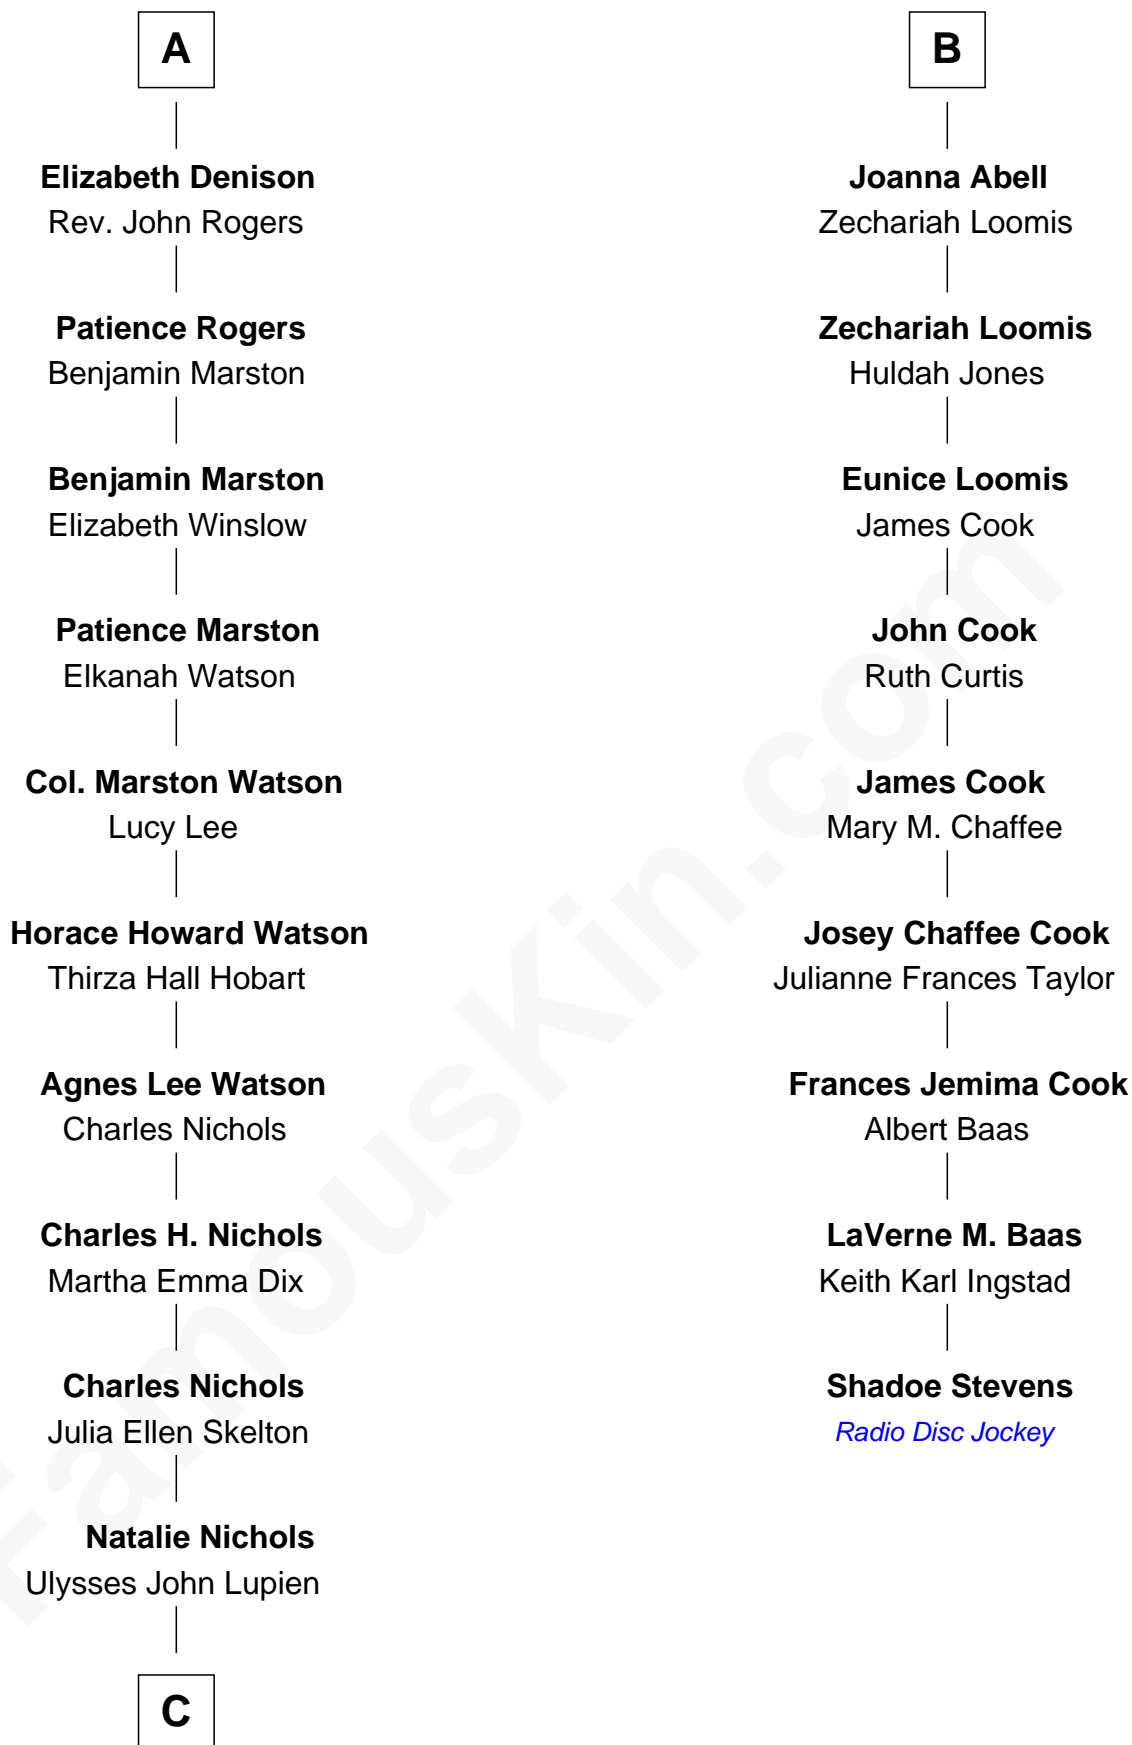 A
Elizabeth Denison
Rev. John Rogers
Patience Rogers
Benjamin Marston
Benjamin Marston
Elizabeth Winslow
Patience Marston
Elkanah Watson
Col. Marston Watson
Lucy Lee
Horace Howard Watson
Thirza Hall Hobart
Agnes Lee Watson
Charles Nichols
Charles H. Nichols
Martha Emma Dix
Charles Nichols
Julia Ellen Skelton
Natalie Nichols
Ulysses John Lupien
C
B
Joanna Abell
Zechariah Loomis
Zechariah Loomis
Huldah Jones
Eunice Loomis
James Cook
John Cook
Ruth Curtis
James Cook
Mary M. Chaffee
Josey Chaffee Cook
Julianne Frances Taylor
Frances Jemima Cook
Albert Baas
LaVerne M. Baas
Keith Karl Ingstad
Shadoe Stevens
Radio Disc Jockey
FamousKin.com